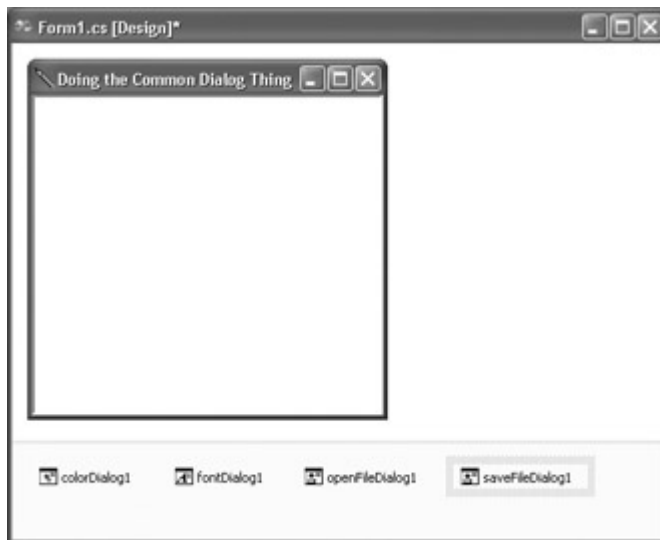 Form1.cs [Design]*
Doing the Common Dialog Thing
colorDialog1 fontDialog1 openFileDialog1 saveFileDialog1